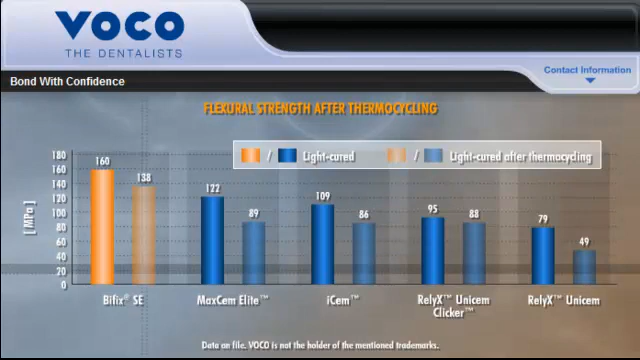 VOCO
THE DENTALISTS
Contact Information
Bond With Confidence
FLEXURAL STRENGTH AFTER THERMOCYCLING
/ Light-cured / Light-cured after thermocycling
[MPa]
180
160
140
120
100
80
60
40
20
0
160
138
122
89
109
86
95
88
79
49
Bifix® SE
MaxCem Elite™
iCem™
RelyX™ Unicem
Clicker™
RelyX™ Unicem
Data on file. VOCO is not the holder of the mentioned trademarks.